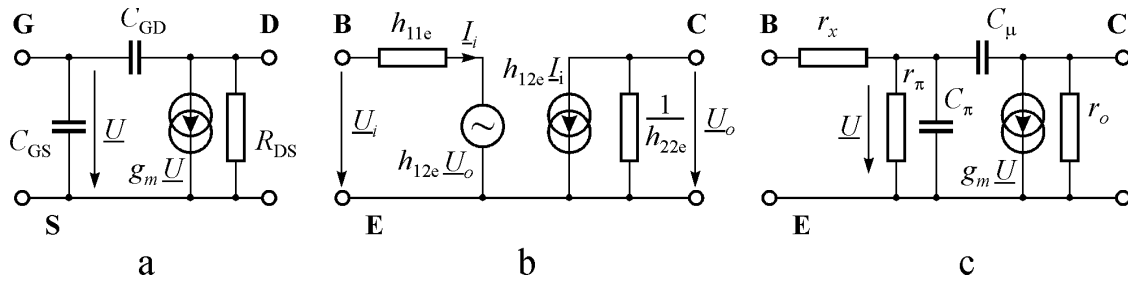 G
C_GD
D
C_GS
U
g_m U
R_DS
S
a
B
h_11e
I_i
C
U_i
h_12e I_i
1
h_22e
U_o
h_12e U_o
E
b
B
r_x
C_μ
C
r_π
U
C_π
g_m U
r_o
E
c